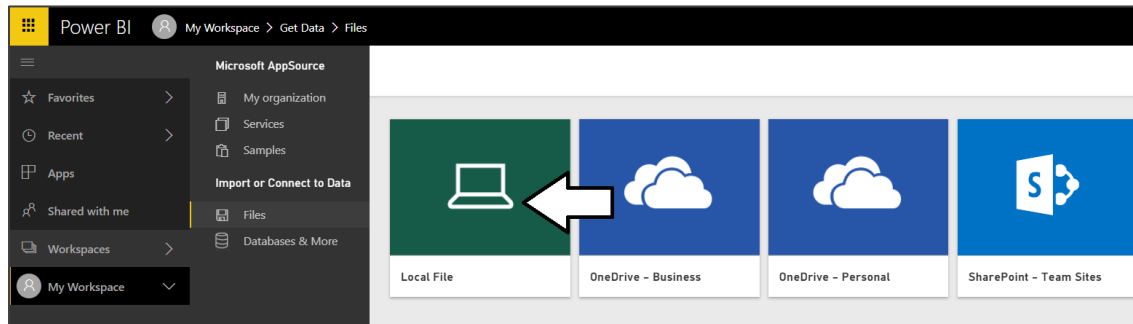 Power BI
My Workspace > Get Data > Files
Favorites
Recent
Apps
Shared with me
Workspaces
My Workspace
Microsoft AppSource
My organization
Services
Samples
Import or Connect to Data
Files
Databases & More
Local File
OneDrive – Business
OneDrive – Personal
S
SharePoint – Team Sites